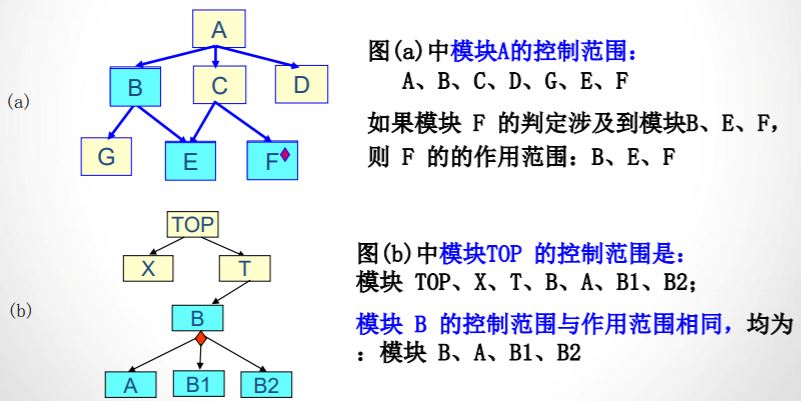 (a)
A
B
C
D
G
E
F
图(a)中模块A的控制范围:
A、B、C、D、G、E、F
如果模块 F 的判定涉及到模块B、E、F,
则 F 的的作用范围: B、E、F
(b)
TOP
X
T
B
A
B1
B2
图(b)中模块TOP 的控制范围是:
模块 TOP、X、T、B、A、B1、B2;
模块 B 的控制范围与作用范围相同，均为
: 模块 B、A、B1、B2